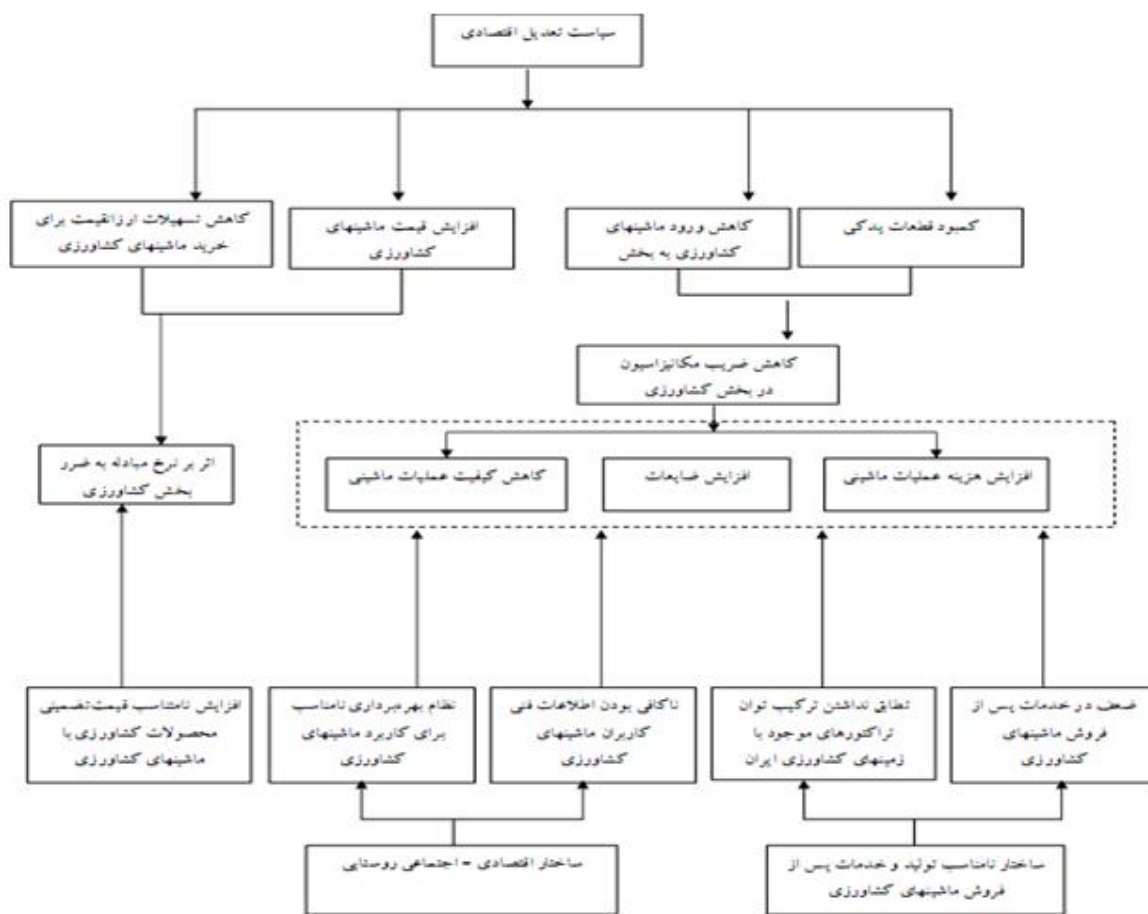 سیاست تعدیل اقتصادی
کمبود قطعات یدکی
کاهش ورود ماشینهای
کشاورزی به بخش
افزایش قیمت ماشینهای
کشاورزی
کاهش تسهیلات ارزانقیمت برای
خرید ماشینهای کشاورزی
کاهش ضریب مکانیزاسیون
در بخش کشاورزی
اثر بر نرخ مبادله به ضرر
بخش کشاورزی
افزایش هزینه عملیات ماشینی
افزایش ضایعات
کاهش کیفیت عملیات ماشینی
ضعف در خدمات پس از
فروش ماشینهای
کشاورزی
تطابق نداشتن ترکیب توان
تراکتورهای موجود با
زمینهای کشاورزی ایران
ناکافی بودن اطلاعات فنی
کاربران ماشینهای
کشاورزی
نظام بهره‌برداری نامناسب
برای کاربرد ماشینهای
کشاورزی
افزایش نامتناسب قیمت‌تضمینی
محصولات کشاورزی با
ماشینهای کشاورزی
ساختار نامناسب تولید و خدمات پس از
فروش ماشینهای کشاورزی
ساختار اقتصادی - اجتماعی روستایی